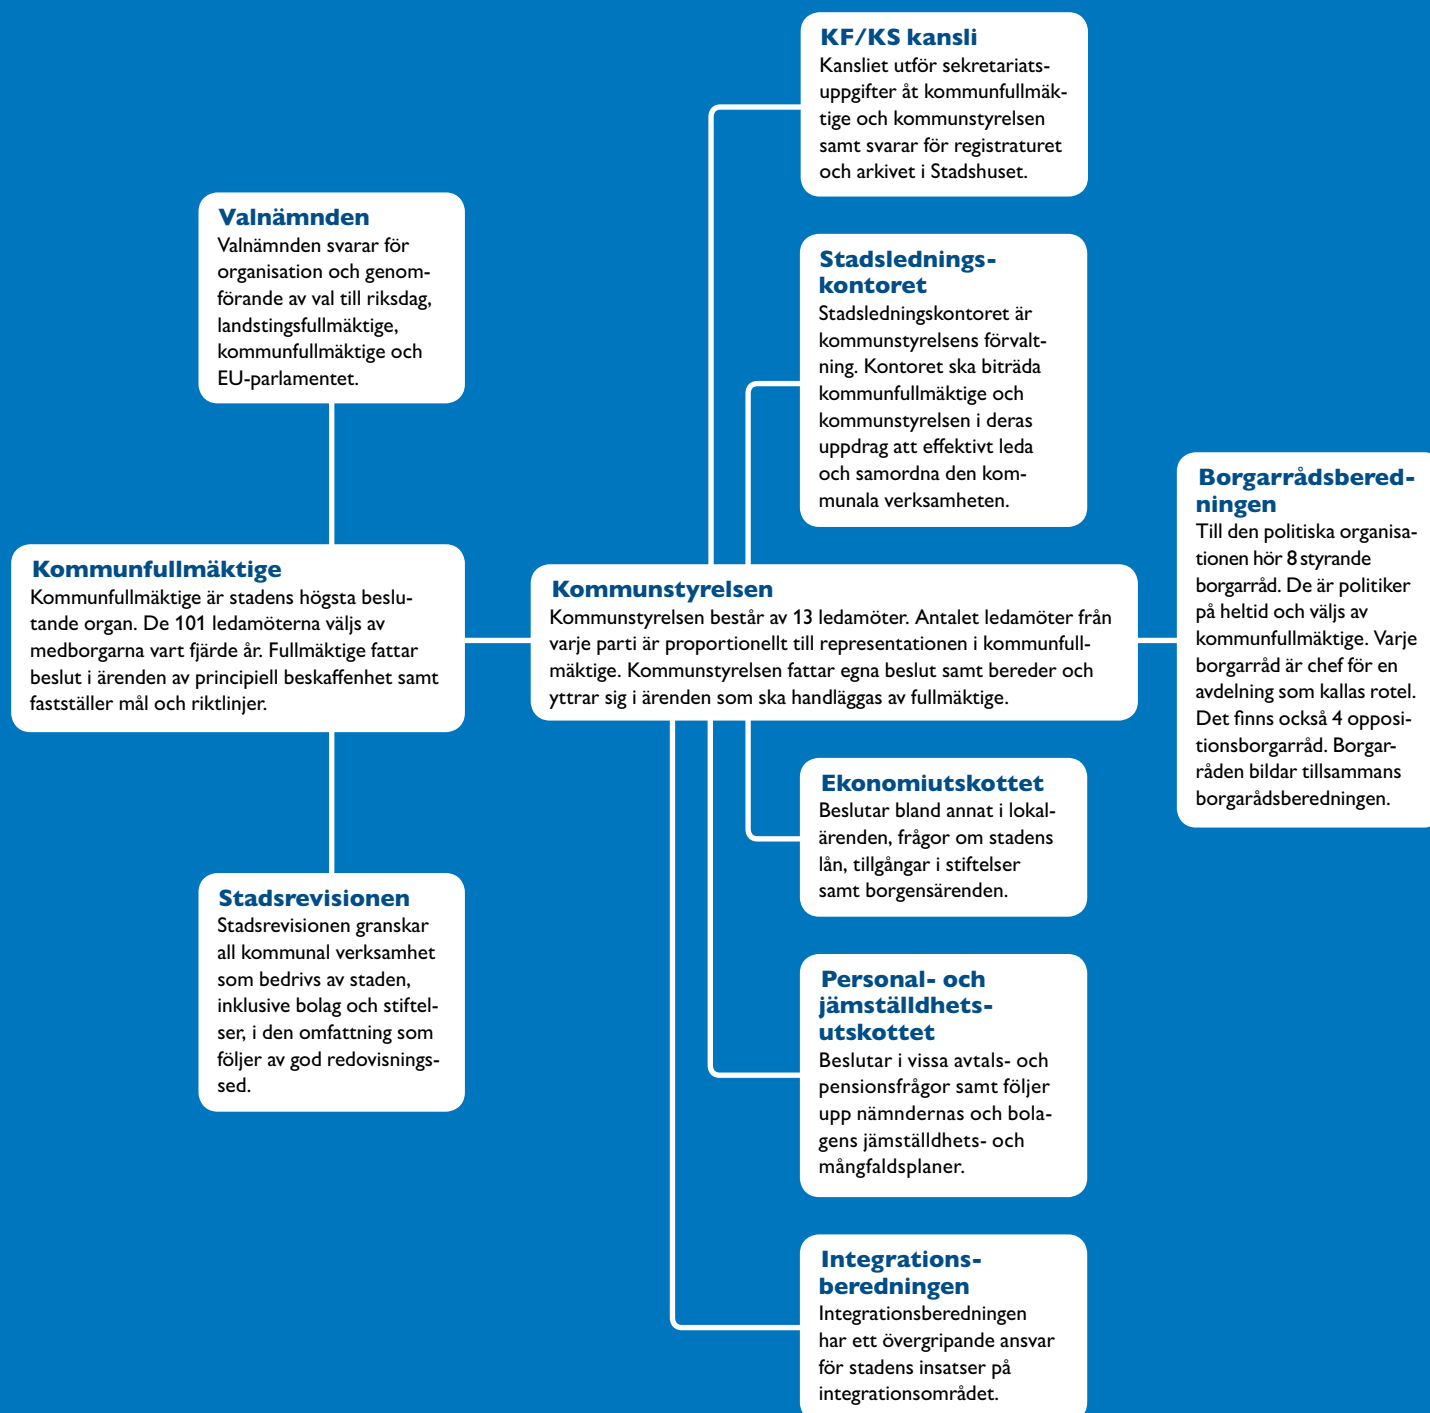 KF/KS kansli
Kansliet utför sekretariats-
uppgifter åt kommunfullmäk-
tige och kommunstyrelsen
samt svarar för registraturet
och arkivet i Stadshuset.
Valnämnden
Valnämnden svarar för
organisation och genom-
förande av val till riksdag,
landstingsfullmäktige,
kommunfullmäktige och
EU-parlamentet.
Stadslednings-
kontoret
Stadsledningskontoret är
kommunstyrelsens förvalt-
ning. Kontoret ska biträda
kommunfullmäktige och
kommunstyrelsen i deras
uppdrag att effektivt leda
och samordna den kom-
munala verksamheten.
Borgarrådsbered-
ningen
Till den politiska organisa-
tionen hör 8 styrande
borgarråd. De är politiker
på heltid och väljs av
kommunfullmäktige. Varje
borgarråd är chef för en
avdelning som kallas rotel.
Det finns också 4 opposi-
tionsborgarråd. Borgar-
råden bildar tillsammans
borgarådsberedningen.
Kommunfullmäktige
Kommunfullmäktige är stadens högsta beslu-
tande organ. De 101 ledamöterna väljs av
medborgarna vart fjärde år. Fullmäktige fattar
beslut i ärenden av principiell beskaffenhet samt
fastställer mål och riktlinjer.
Kommunstyrelsen
Kommunstyrelsen består av 13 ledamöter. Antalet ledamöter från
varje parti är proportionellt till representationen i kommunfull-
mäktige. Kommunstyrelsen fattar egna beslut samt bereder och
yttrar sig i ärenden som ska handläggas av fullmäktige.
Ekonomiutskottet
Beslutar bland annat i lokal-
ärenden, frågor om stadens
lån, tillgångar i stiftelser
samt borgensärenden.
Stadsrevisionen
Stadsrevisionen granskar
all kommunal verksamhet
som bedrivs av staden,
inklusive bolag och stiftel-
ser, i den omfattning som
följer av god redovisnings-
sed.
Personal- och
jämställdhets-
utskottet
Beslutar i vissa avtals- och
pensionsfrågor samt följer
upp nämndernas och bola-
gens jämställdhets- och
mångfaldsplaner.
Integrations-
beredningen
Integrationsberedningen
har ett övergripande ansvar
för stadens insatser på
integrationsområdet.